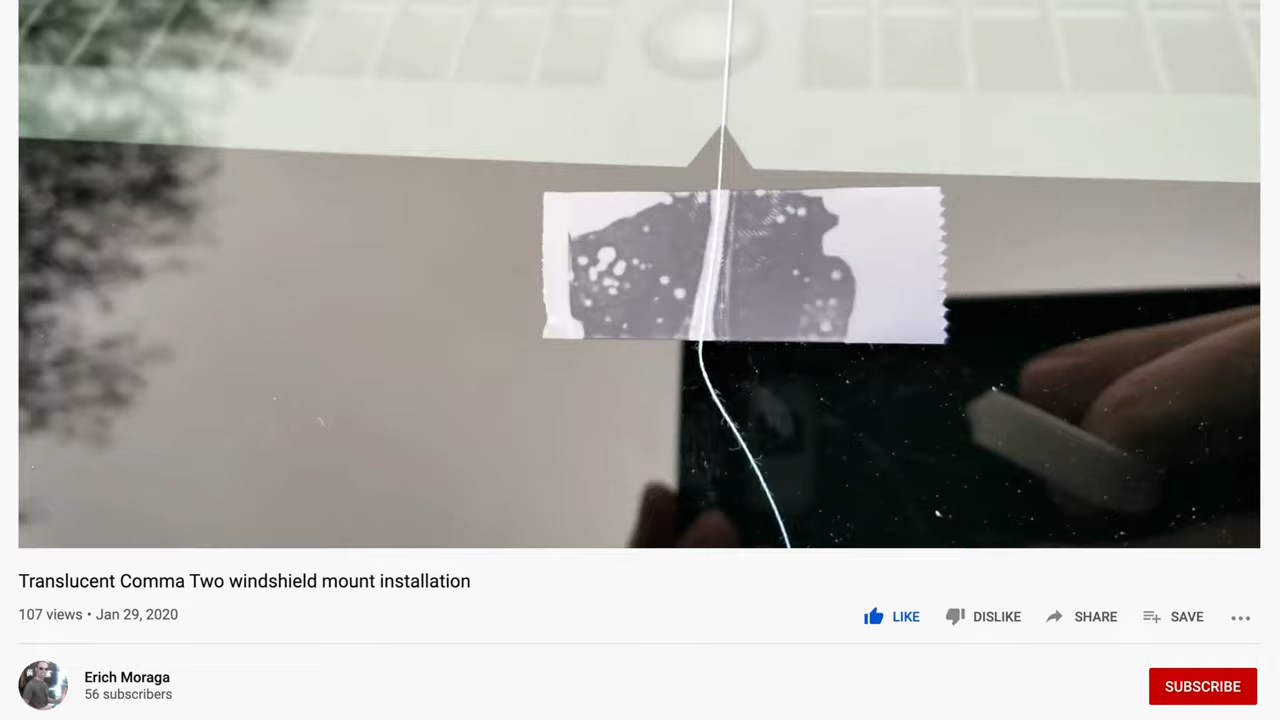 Translucent Comma Two windshield mount installation
107 views • Jan 29, 2020
LIKE
DISLIKE
SHARE
SAVE
Erich Moraga
56 subscribers
SUBSCRIBE